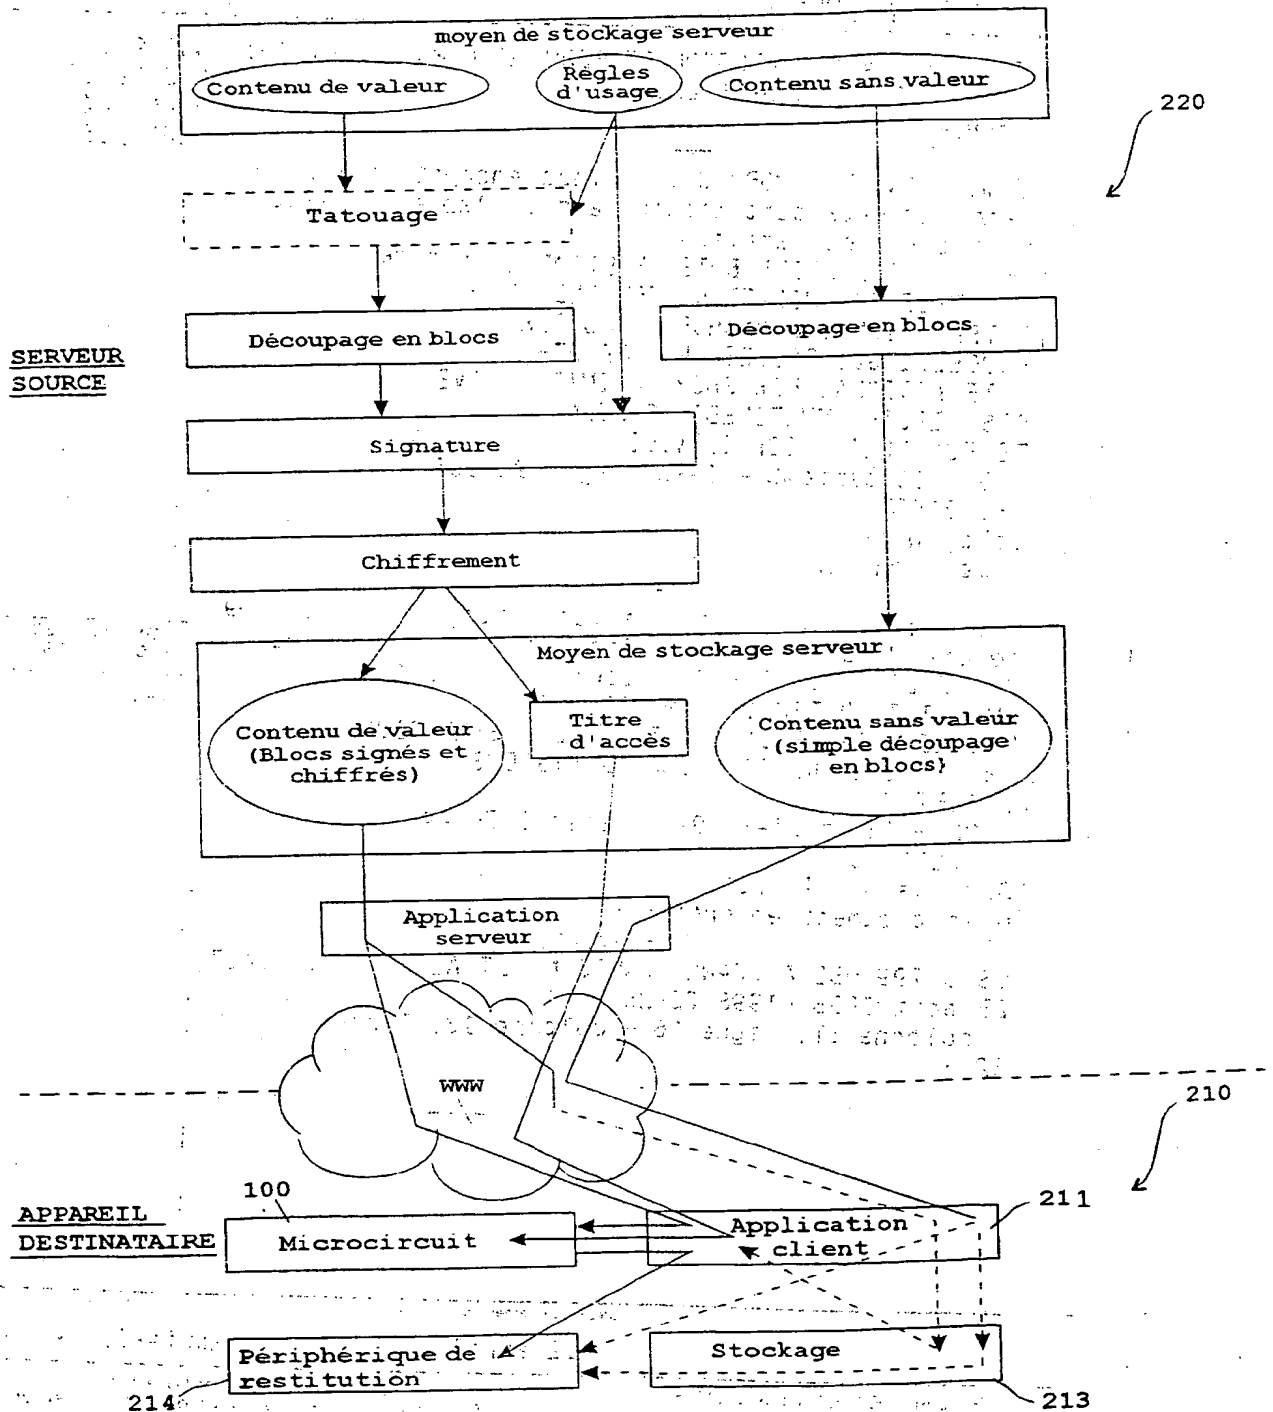 moyen de stockage serveur
Contenu de valeur
Règles
d'usage
Contenu sans valeur
220
Tatouage
Découpage en blocs
Découpage en blocs
SERVEUR
SOURCE
Signature
Chiffrement
Moyen de stockage serveur
Contenu de valeur
(Blocs signés et
chiffrés)
Titre
d'accès
Contenu sans valeur
(simple découpage
en blocs}
Application
serveur
WWW
210
100
211
APPAREIL
DESTINATAIRE
Microcircuit
Application
client
Périphérique de
restitution
Stockage
214
213